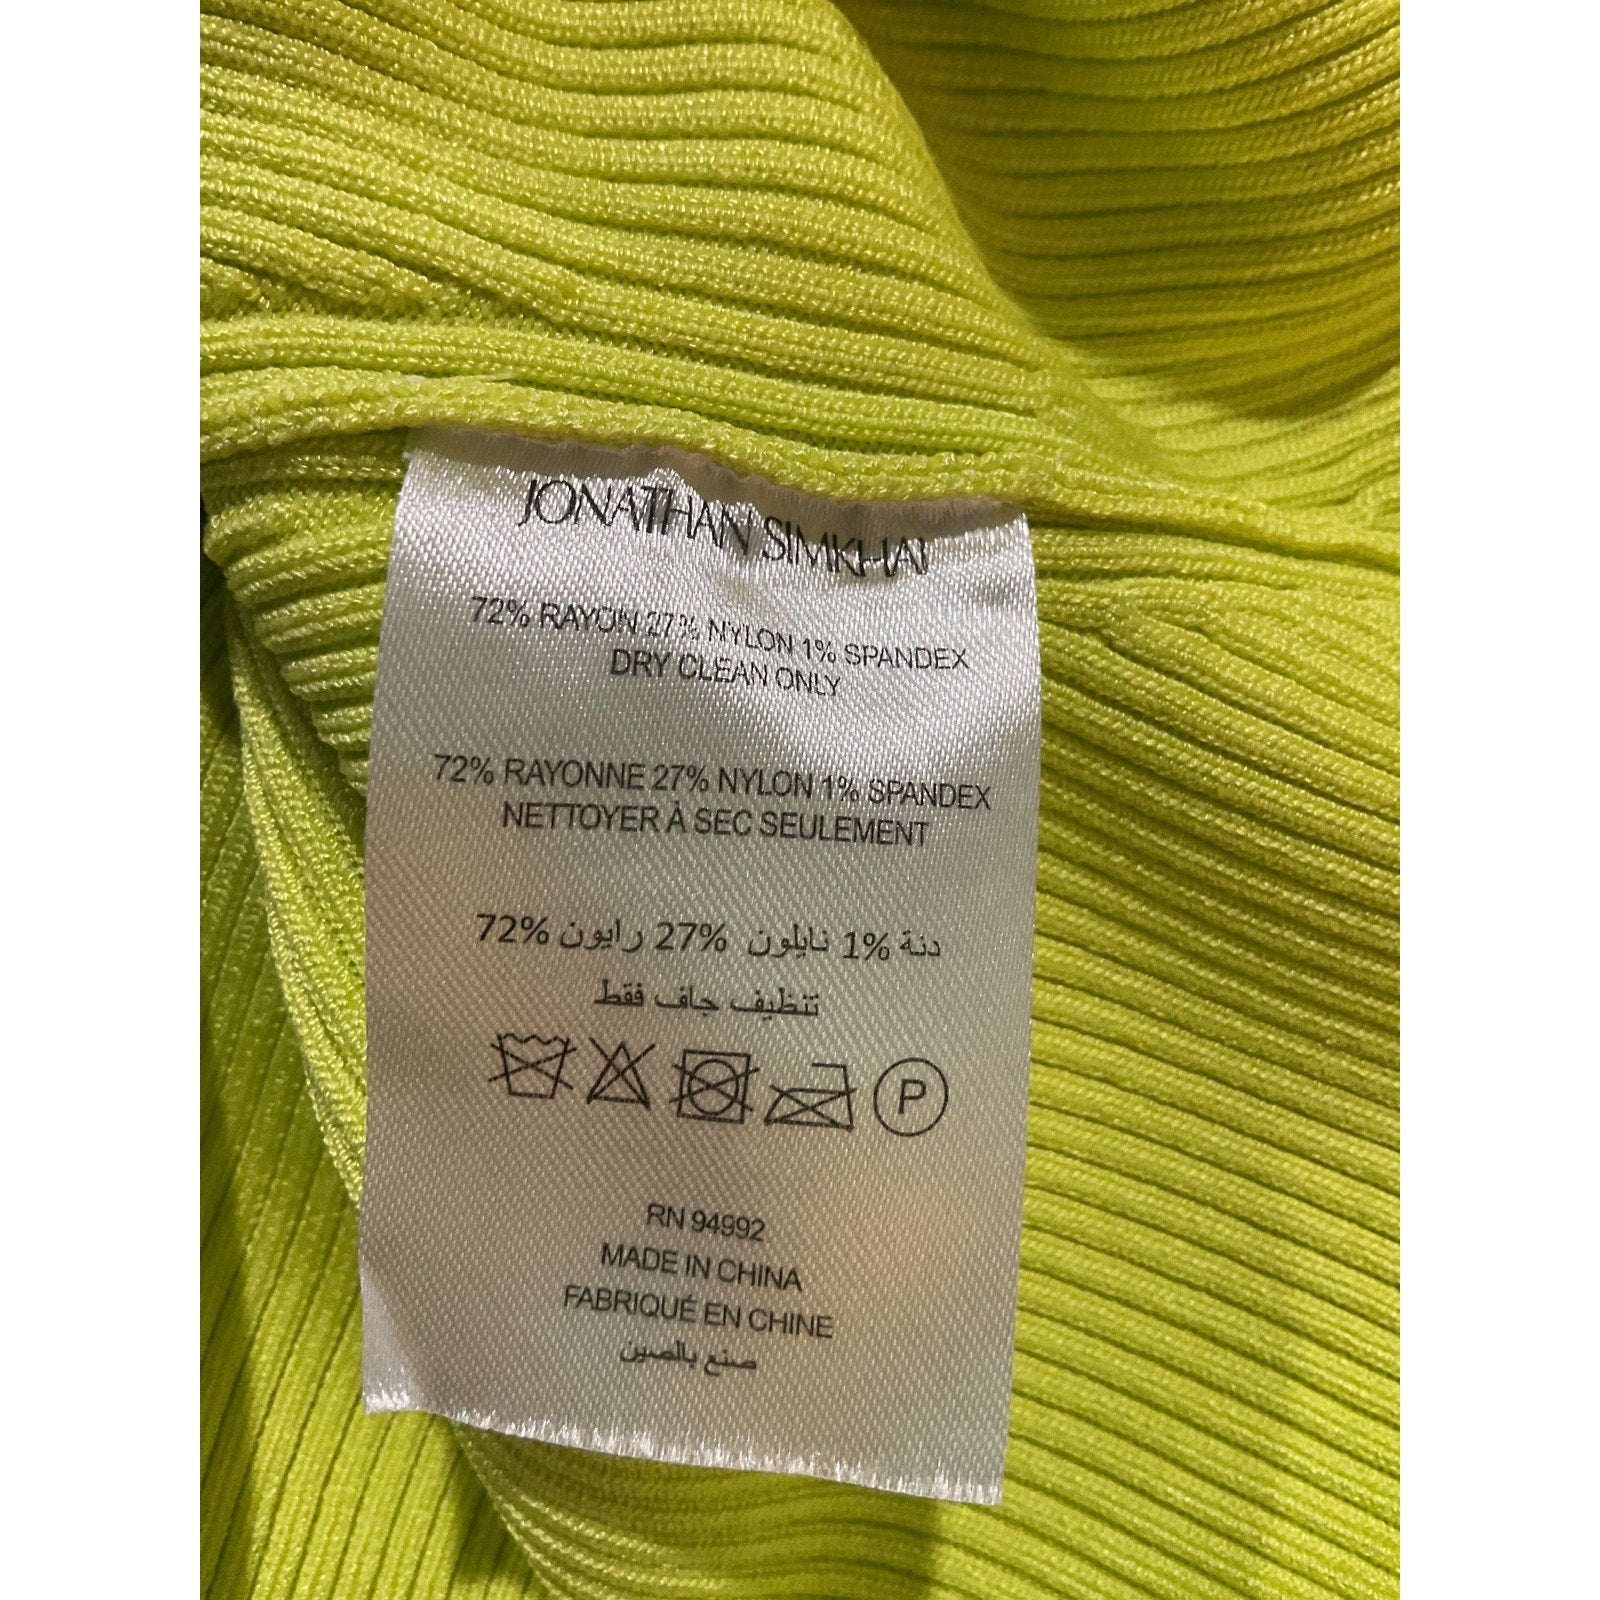 JONATHAN SIMKHAI
72% RAYON 27% NYLON 1% SPANDEX
DRY CLEAN ONLY
72% RAYONNE 27% NYLON 1% SPANDEX
NETTOYER À SEC SEULEMENT
72% رايون 27% نايلون 1% دنة
تنظيف جاف فقط
P
RN 94992
MADE IN CHINA
FABRIQUÉ EN CHINE
صنع بالصين